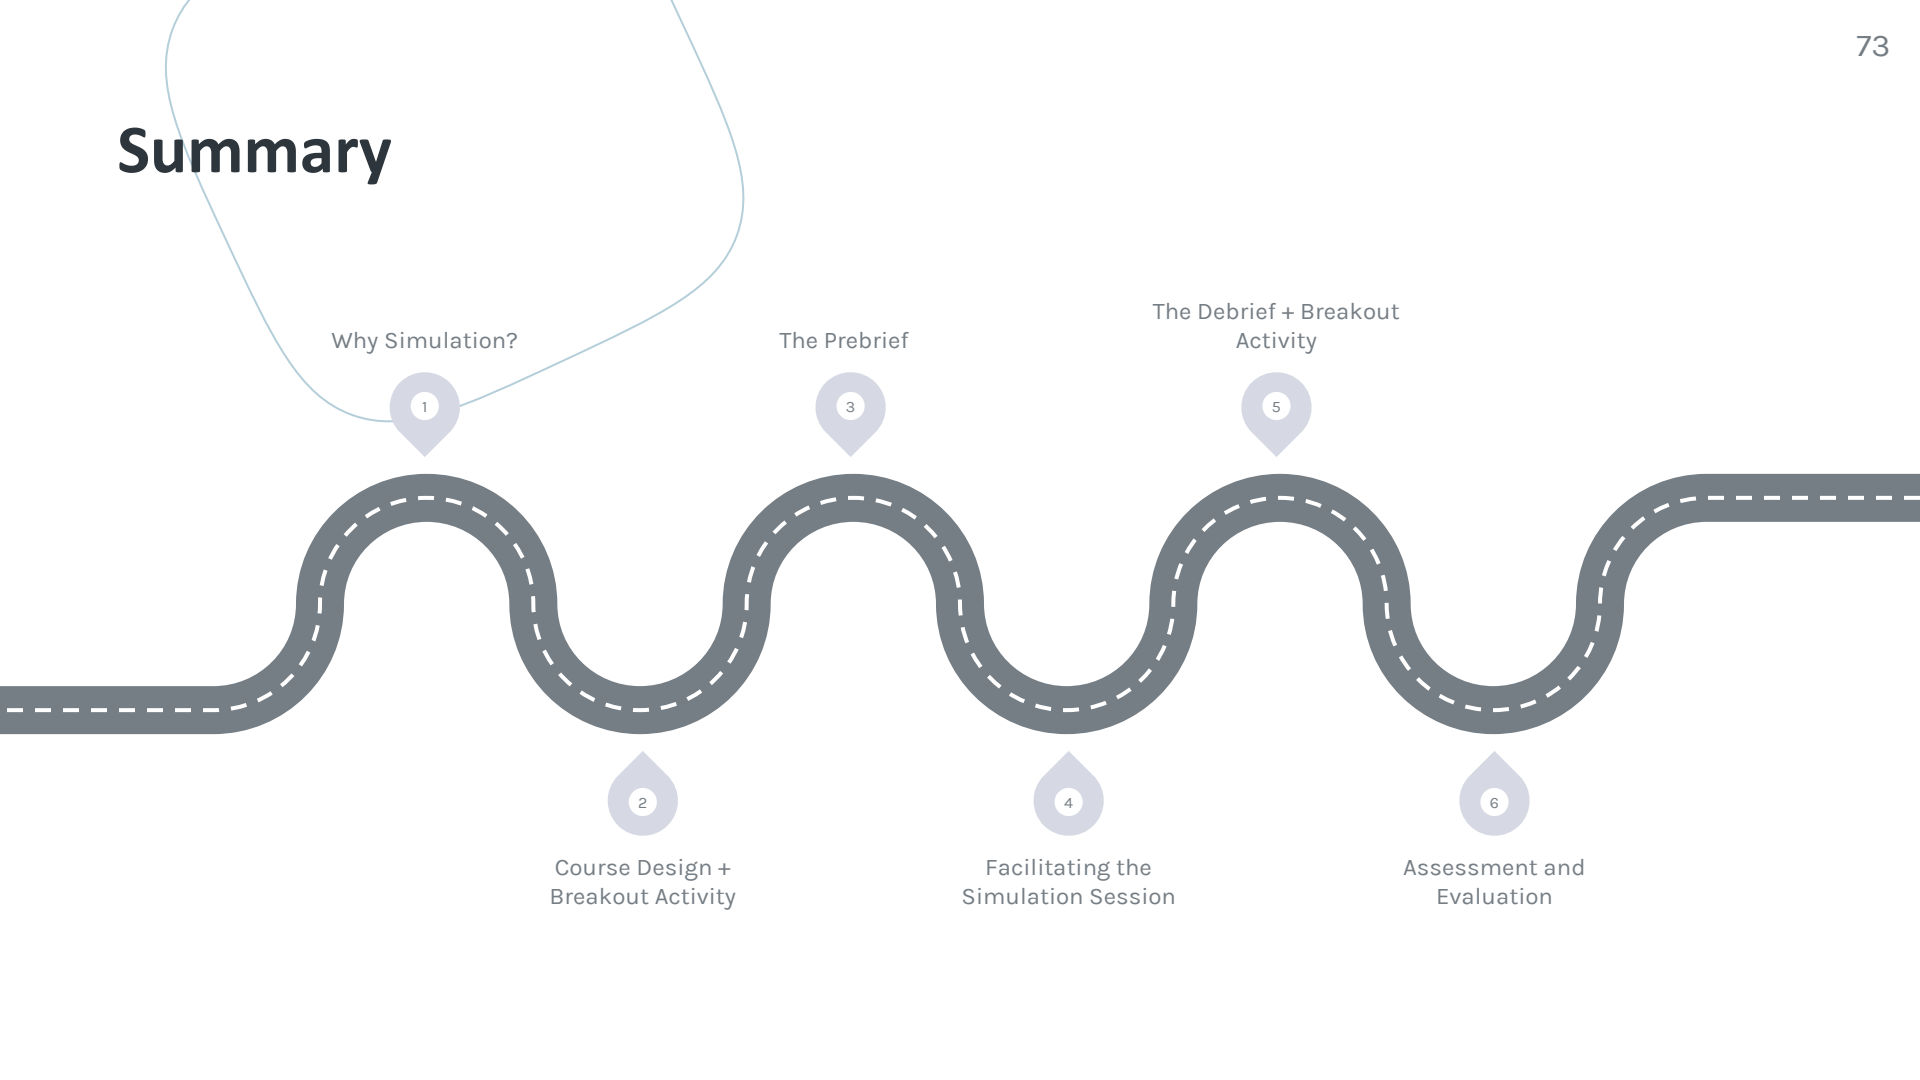 73
Summary
Why Simulation?
1
Course Design +
Breakout Activity
2
The Prebrief
3
Facilitating the
Simulation Session
4
The Debrief + Breakout
Activity
5
Assessment and
Evaluation
6